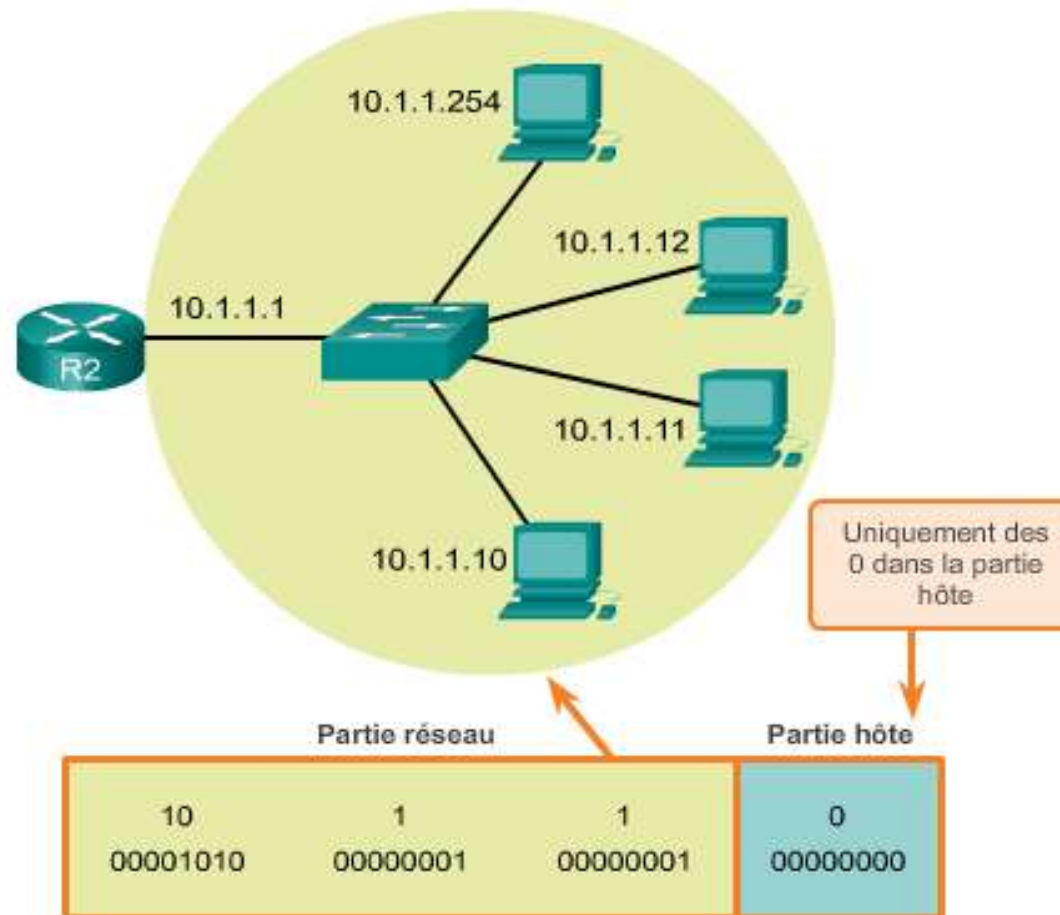 10.1.1.254
10.1.1.12
10.1.1.1
R2
10.1.1.11
10.1.1.10
Uniquement des
0 dans la partie
hôte
Partie réseau
Partie hôte
10 1 1 0
00001010 00000001 00000001 00000000